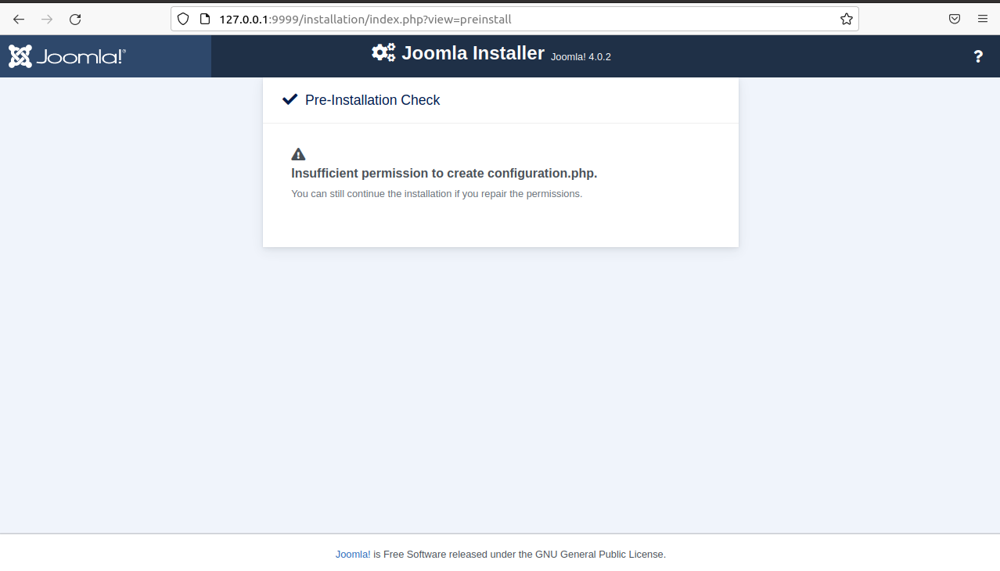 127.0.0.1:9999/installation/index.php?view=preinstall
Joomla!® Joomla Installer Joomla! 4.0.2 ?
Pre-Installation Check
Insufficient permission to create configuration.php.
You can still continue the installation if you repair the permissions.
Joomla! is Free Software released under the GNU General Public License.